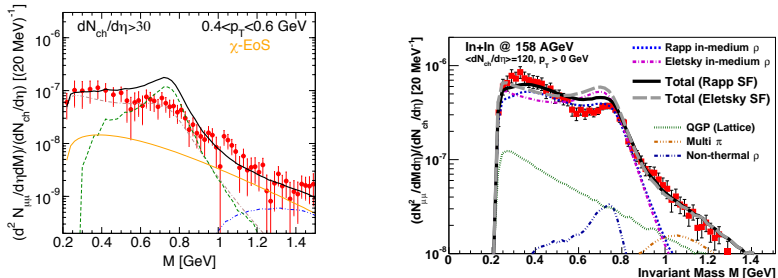 dN_ch/dη>30 0.4<p_T<0.6 GeV
χ-EoS
(d² N_μμ/dηdM)/(dN_ch/dη) [(20 MeV)⁻¹]
10⁻⁶
10⁻⁷
10⁻⁸
10⁻⁹
0.2 0.4 0.6 0.8 1.0 1.2 1.4
M [GeV]
In+In @ 158 AGeV
<dN_ch/dη>=120, p_T > 0 GeV
Rapp in-medium ρ
Eletsky in-medium ρ
Total (Rapp SF)
Total (Eletsky SF)
QGP (Lattice)
Multi π
Non-thermal ρ
(dN²_μμ/dMdη)/(dN_ch/dη) [20 MeV⁻¹]
10⁻⁶
10⁻⁷
0 0.2 0.4 0.6 0.8 1 1.2 1.4
Invariant Mass M [GeV]